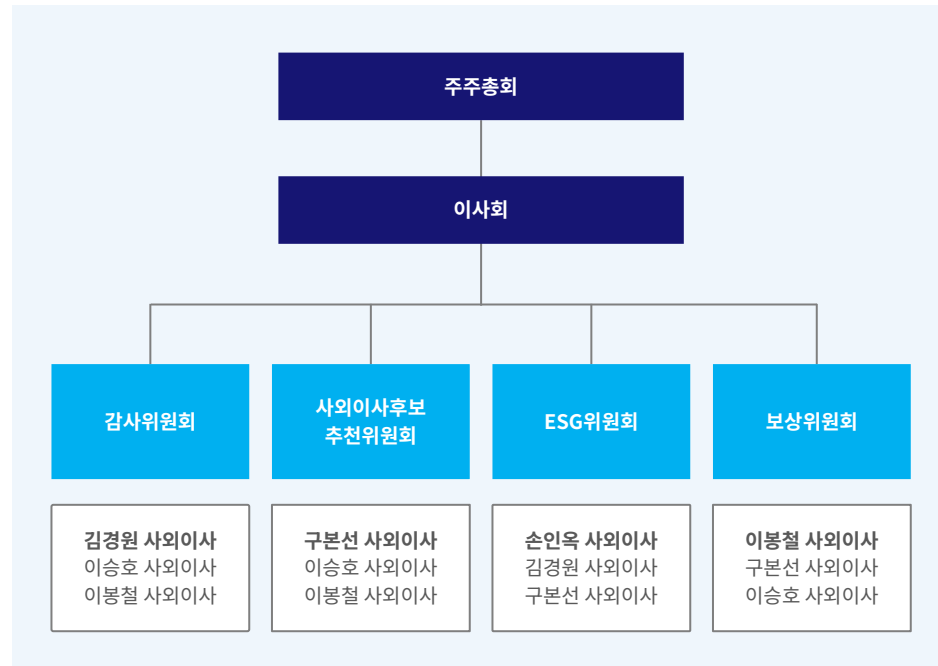 주주총회
이사회
감사위원회
사외이사후보
추천위원회
ESG위원회
보상위원회
김경원 사외이사
이승호 사외이사
이봉철 사외이사
구본선 사외이사
이승호 사외이사
이봉철 사외이사
손인옥 사외이사
김경원 사외이사
구본선 사외이사
이봉철 사외이사
구본선 사외이사
이승호 사외이사